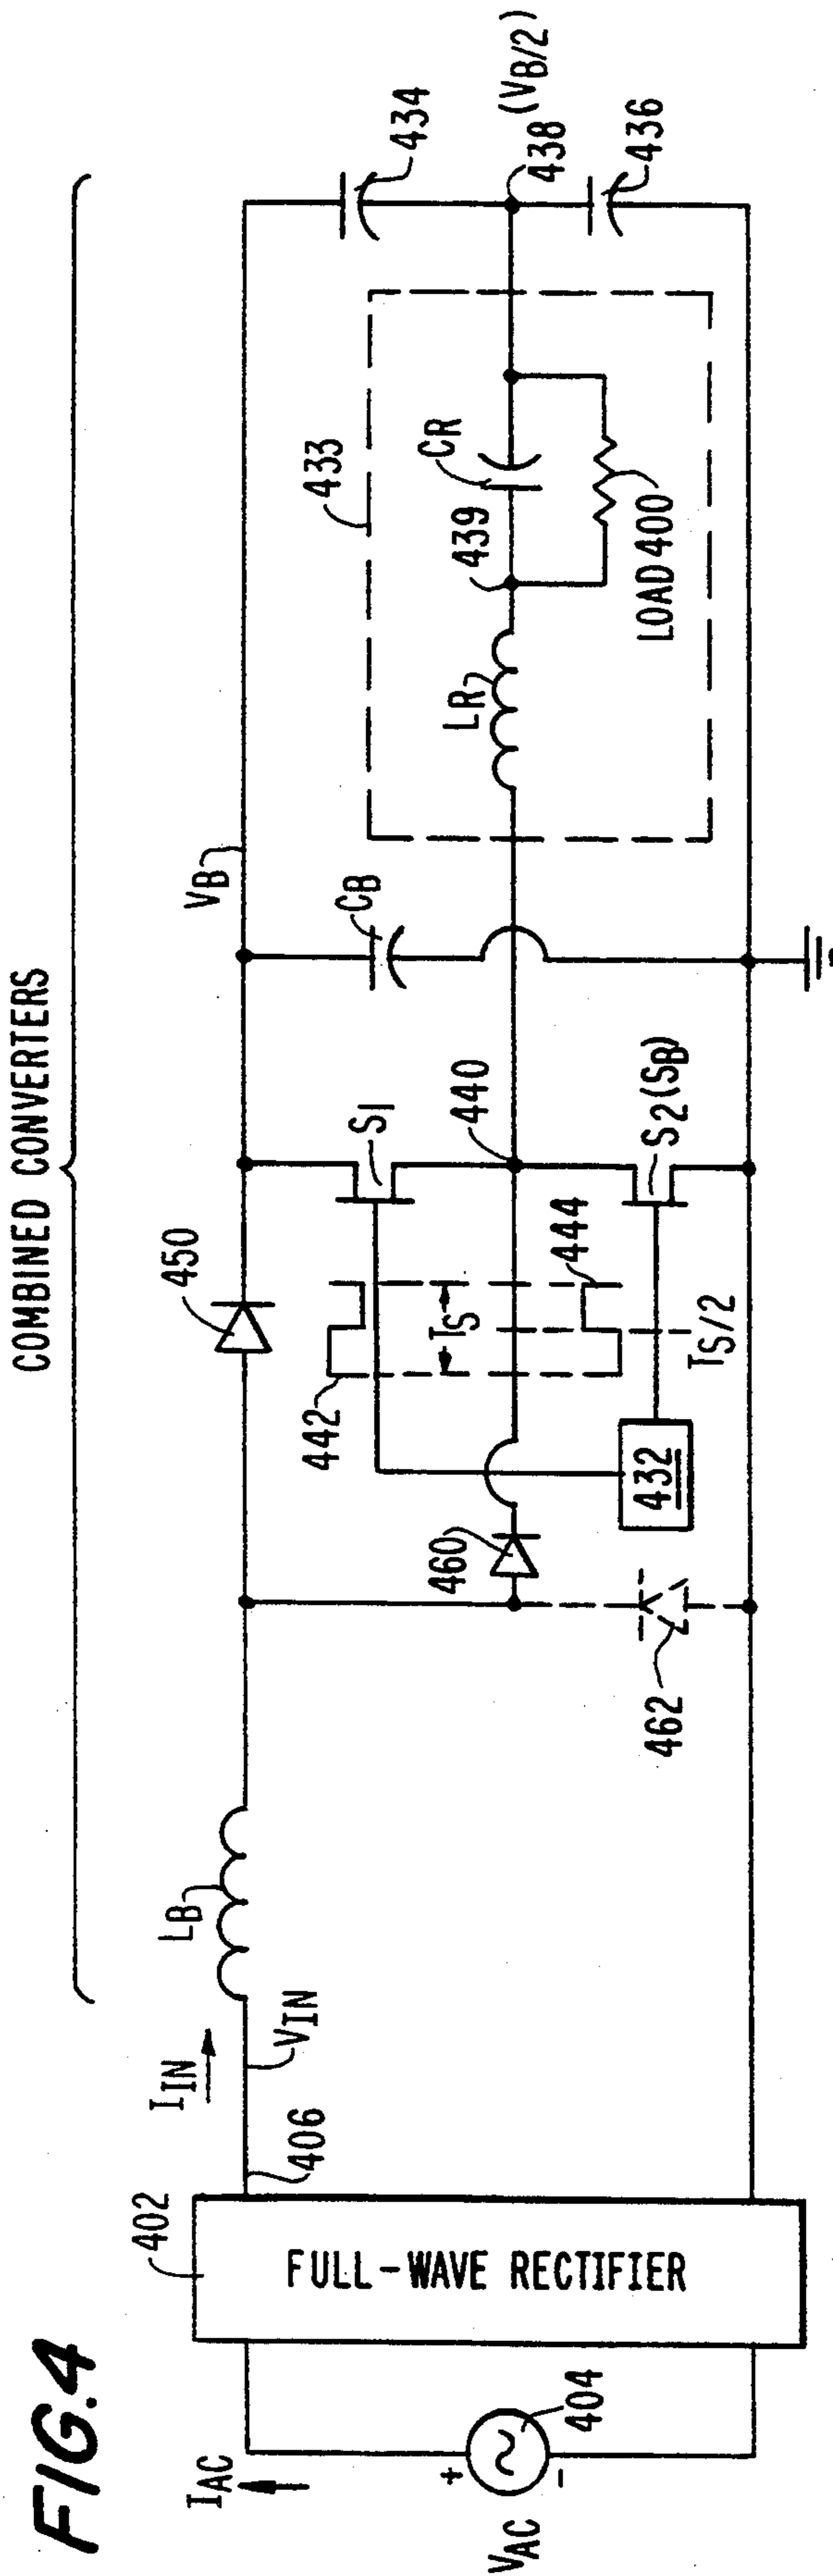 FIG.4
COMBINED CONVERTERS
IAC
VAC
+
-
404
402
FULL-WAVE RECTIFIER
406
IIN
VIN
LB
450
460
462
442
TS
444
TS/2
432
S1
440
S2(SB)
VB
CB
433
LR
439
CR
LOAD 400
434
438
(VB/2)
436